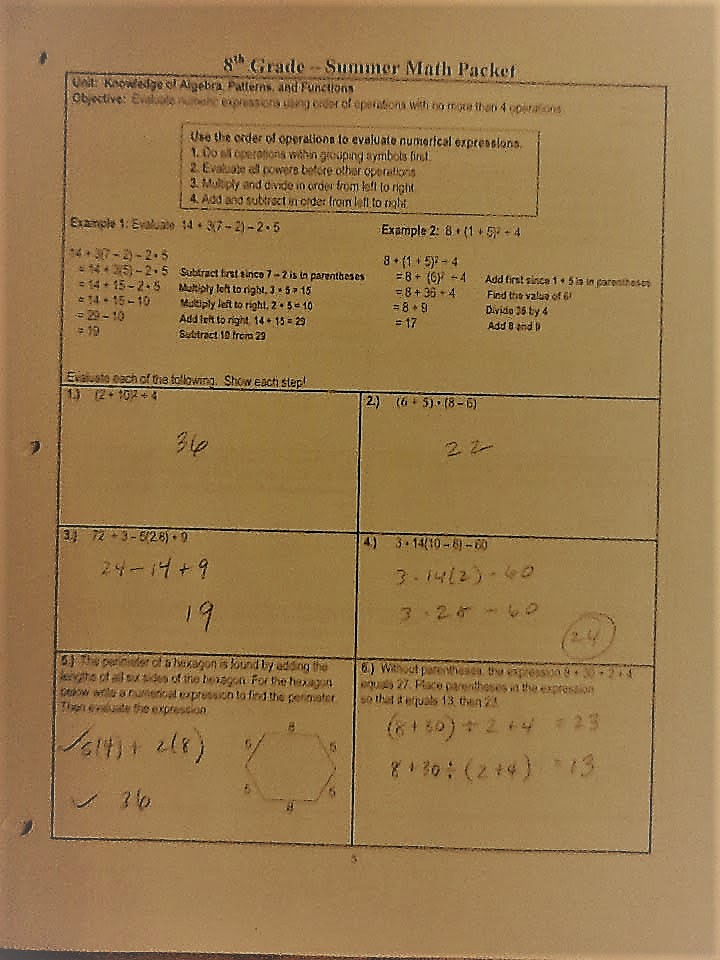 8th Grade – Summer Math Packet
Unit: Knowledge of Algebra, Patterns, and Functions
Objective: Evaluate numeric expressions using order of operations with no more than 4 operations.
Use the order of operations to evaluate numerical expressions.
1. Do all operations within grouping symbols first.
2. Evaluate all powers before other operations.
3. Multiply and divide in order from left to right.
4. Add and subtract in order from left to right.
Example 1: Evaluate 14 + 3(7 – 2) – 2 • 5
14 + 3(7 – 2) – 2 • 5
= 14 + 3(5) – 2 • 5 Subtract first since 7 – 2 is in parentheses
= 14 + 15 – 2 • 5 Multiply left to right, 3 • 5 = 15
= 14 + 15 – 10 Multiply left to right, 2 • 5 = 10
= 29 – 10 Add left to right, 14 + 15 = 29
= 19 Subtract 10 from 29
Example 2: 8 + (1 + 5)² ÷ 4
8 + (1 + 5)² ÷ 4
= 8 + (6)² ÷ 4 Add first since 1 + 5 is in parentheses
= 8 + 36 ÷ 4 Find the value of 6²
= 8 + 9 Divide 36 by 4
= 17 Add 8 and 9
Evaluate each of the following. Show each step!
1.) (2 + 10)² ÷ 4
36
2.) (6 + 5) • (8 – 6)
22
3.) 72 ÷ 3 – 5(2.8) + 9
24 – 14 + 9
19
4.) 3 • 14(10 – 8) – 60
3 · 14(2) - 60
3 · 28 - 60
24
5.) The perimeter of a hexagon is found by adding the
lengths of all six sides of the hexagon. For the hexagon
below write a numerical expression to find the perimeter.
Then evaluate the expression.
✓ 5(4) + 2(8)
✓ 36
8
5
5
5
5
8
6.) Without parentheses, the expression 8 + 30 ÷ 2 + 4
equals 27. Place parentheses in the expression
so that it equals 13; then 23.
(8+30) ÷ 2 + 4 = 23
8 + 30 ÷ (2+4) = 13
5